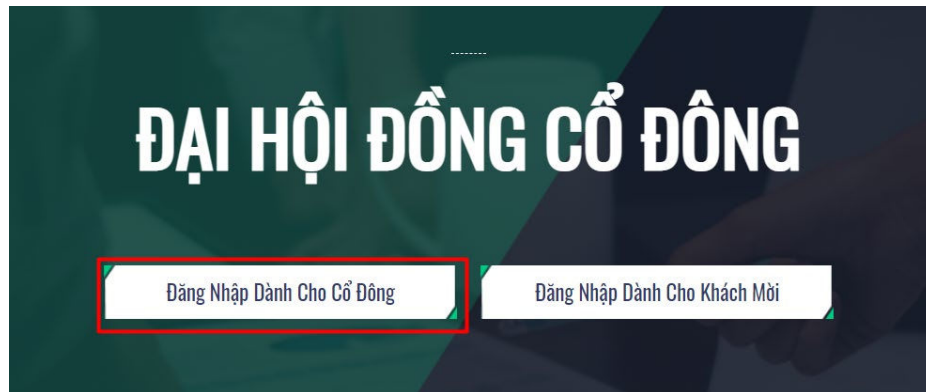 ĐẠI HỘI ĐỒNG CỔ ĐÔNG
Đăng Nhập Dành Cho Cổ Đông
Đăng Nhập Dành Cho Khách Mời